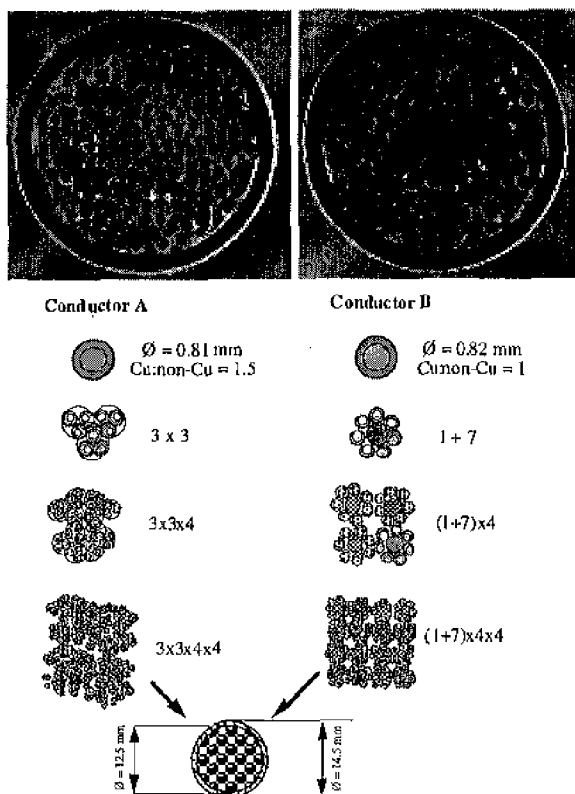 Conductor A
Conductor B
Ø = 0.81 mm
Cu:non-Cu = 1.5
Ø = 0.82 mm
Cu:non-Cu = 1
3 x 3
1 + 7
3x3x4
(1+7)x4
3x3x4x4
(1+7)x4x4
Ø = 12.5 mm
Ø = 14.5 mm